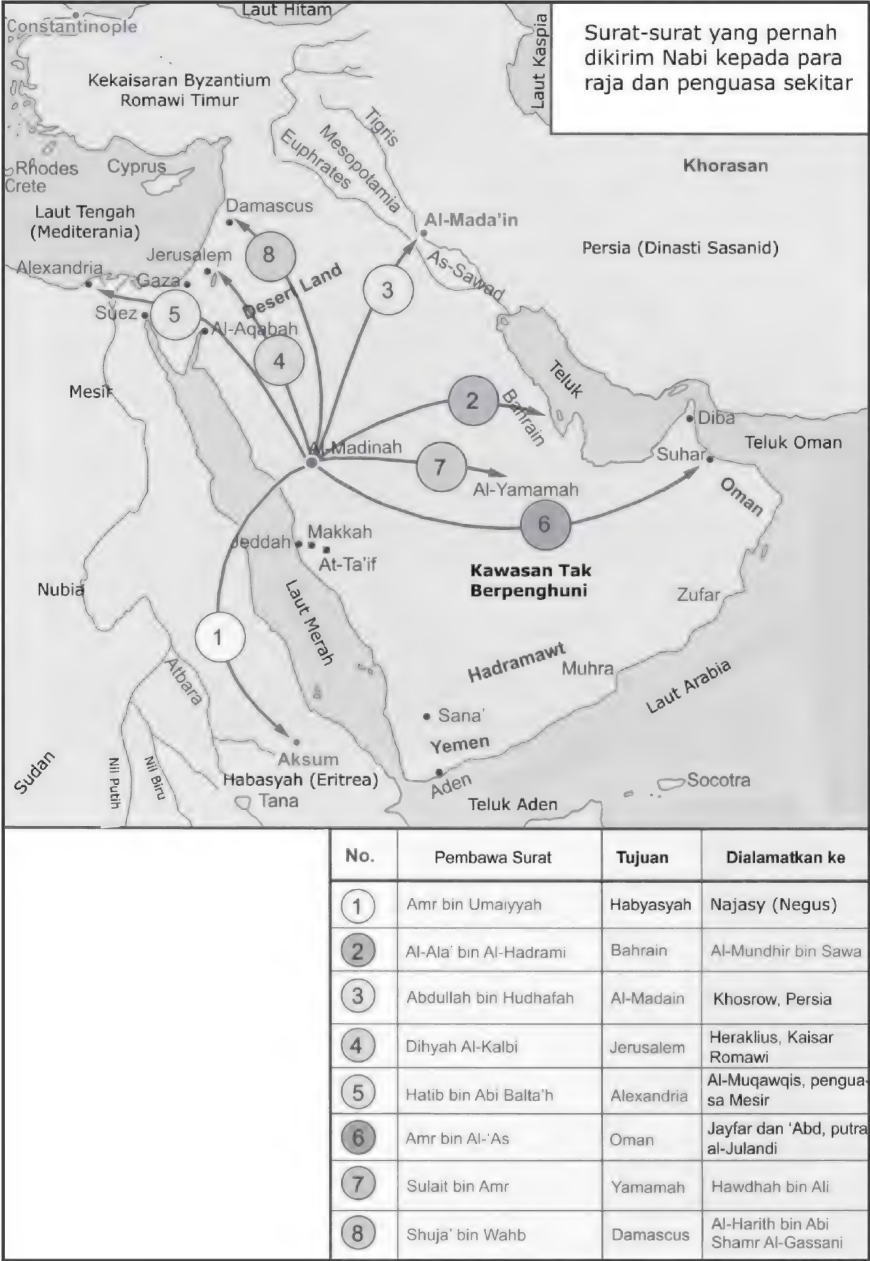 Surat-surat yang pernah
dikirim Nabi kepada para
raja dan penguasa sekitar
Laut Hitam
Constantinople
Laut Kaspia
Kekaisaran Byzantium
Romawi Timur
Tigris
Mesopotamia
Euphrates
Khorasan
Rhodes
Cyprus
Crete
Damascus
Al-Mada'in
Laut Tengah
(Mediterania)
Persia (Dinasti Sasanid)
Jerusalem
8
As-Sawad
Alexandria
Gaza
Desert Land
3
Suez
5
Al-Aqabah
4
Teluk
Mesir
2
Bahrain
Diba
Teluk Oman
Al-Madinah
7
Suhar
Al-Yamamah
Oman
6
Jeddah
Makkah
At-Ta'if
Kawasan Tak
Berpenghuni
Nubia
Zufar
Laut Merah
1
Hadramawt
Muhra
Laut Arabia
Atbara
Sana'
Yemen
Aksum
Sudan
Nil Putih
Nil Biru
Habasyah (Eritrea)
Tana
Aden
Socotra
Teluk Aden
No. Pembawa Surat Tujuan Dialamatkan ke
1 Amr bin Umaiyyah Habyasyah Najasy (Negus)
2 Al-Ala' bin Al-Hadrami Bahrain Al-Mundhir bin Sawa
3 Abdullah bin Hudhafah Al-Madain Khosrow, Persia
4 Dihyah Al-Kalbi Jerusalem Heraklius, Kaisar
Romawi
5 Hatib bin Abi Balta'h Alexandria Al-Muqawqis, pengua-
sa Mesir
6 Amr bin Al-'As Oman Jayfar dan 'Abd, putra
al-Julandi
7 Sulait bin Amr Yamamah Hawdhah bin Ali
8 Shuja' bin Wahb Damascus Al-Harith bin Abi
Shamr Al-Gassani